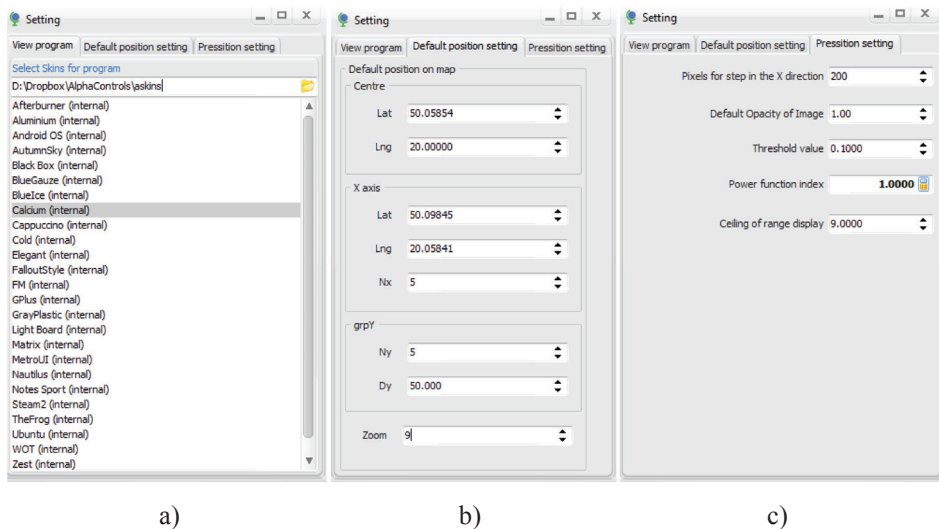 Setting
View program Default position setting Pressition setting
Select Skins for program
D:\Dropbox\AlphaControls\askins
Afterburner (internal)
Aluminium (internal)
Android OS (internal)
AutumnSky (internal)
Black Box (internal)
BlueGauze (internal)
BlueIce (internal)
Calcium (internal)
Cappuccino (internal)
Cold (internal)
Elegant (internal)
FalloutStyle (internal)
FM (internal)
GPlus (internal)
GrayPlastic (internal)
Light Board (internal)
Matrix (internal)
MetroUI (internal)
Nautilus (internal)
Notes Sport (internal)
Steam2 (internal)
TheFrog (internal)
Ubuntu (internal)
WOT (internal)
Zest (internal)
a)
Setting
View program Default position setting Pressition setting
Default position on map
Centre
Lat 50.05854
Lng 20.00000
X axis
Lat 50.09845
Lng 20.05841
Nx 5
grpY
Ny 5
Dy 50.000
Zoom 9
b)
Setting
View program Default position setting Pressition setting
Pixels for step in the X direction 200
Default Opacity of Image 1.00
Threshold value 0.1000
Power function index 1.0000
Ceiling of range display 9.0000
c)